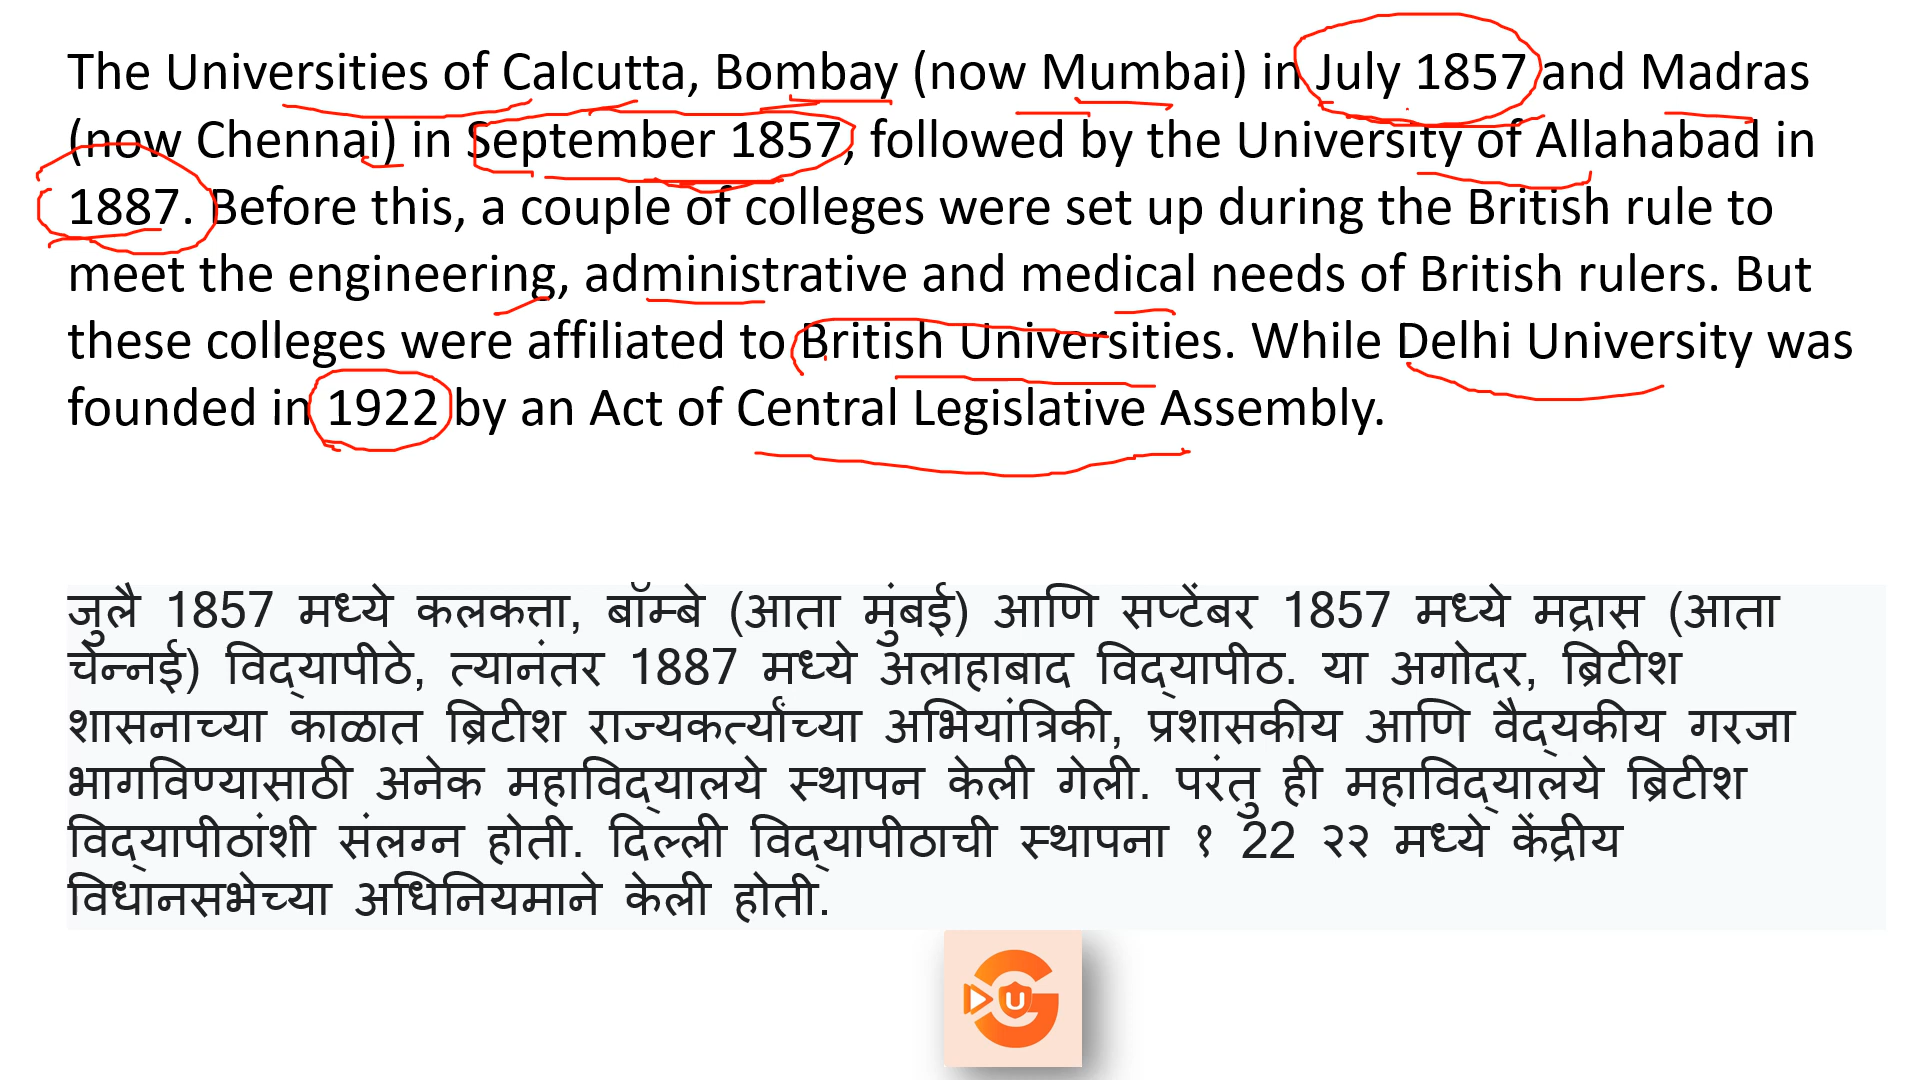 The Universities of Calcutta, Bombay (now Mumbai) in July 1857 and Madras
(now Chennai) in September 1857, followed by the University of Allahabad in
1887. Before this, a couple of colleges were set up during the British rule to
meet the engineering, administrative and medical needs of British rulers. But
these colleges were affiliated to British Universities. While Delhi University was
founded in 1922 by an Act of Central Legislative Assembly.
जुलै 1857 मध्ये कलकत्ता, बॉम्बे (आता मुंबई) आणि सप्टेंबर 1857 मध्ये मद्रास (आता
चेन्नई) विद्यापीठे, त्यानंतर 1887 मध्ये अलाहाबाद विद्यापीठ. या अगोदर, ब्रिटीश
शासनाच्या काळात ब्रिटीश राज्यकर्त्यांच्या अभियांत्रिकी, प्रशासकीय आणि वैद्यकीय गरजा
भागविण्यासाठी अनेक महाविद्यालये स्थापन केली गेली. परंतु ही महाविद्यालये ब्रिटीश
विद्यापीठांशी संलग्न होती. दिल्ली विद्यापीठाची स्थापना १ 22 २२ मध्ये केंद्रीय
विधानसभेच्या अधिनियमाने केली होती.
U